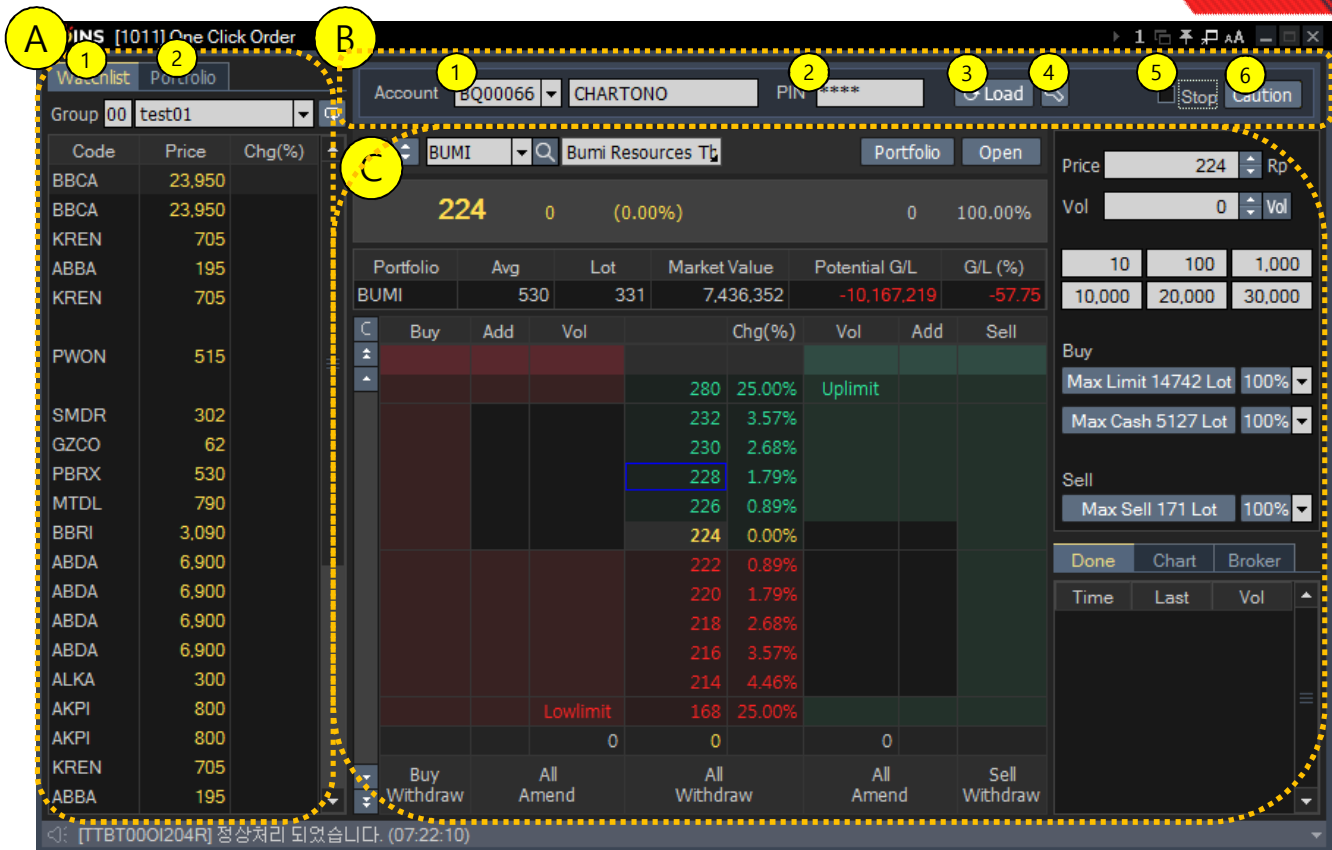 A
B
C
INS [1011] One Click Order
1
1
2
Watchlist Portfolio
1
2
3
4
5
6
Account BQ00066 CHARTONO PIN **** Load Stop Caution
Group 00 test01
Code Price Chg(%)
BBCA 23,950
BBCA 23,950
KREN 705
ABBA 195
KREN 705
PWON 515
SMDR 302
GZCO 62
PBRX 530
MTDL 790
BBRI 3,090
ABDA 6,900
ABDA 6,900
ABDA 6,900
ABDA 6,900
ALKA 300
AKPI 800
AKPI 800
KREN 705
ABBA 195
BUMI Bumi Resources Portfolio Open
224 0 (0.00%) 0 100.00%
Portfolio Avg Lot Market Value Potential G/L G/L (%)
BUMI 530 331 7,436,352 -10,167,219 -57.75
C Buy Add Vol Chg(%) Vol Add Sell
280 25.00% Uplimit
232 3.57%
230 2.68%
228 1.79%
226 0.89%
224 0.00%
222 0.89%
220 1.79%
218 2.68%
216 3.57%
214 4.46%
Lowlimit 168 25.00%
0 0 0
Buy All All All Sell
Withdraw Amend Withdraw Amend Withdraw
Price 224 Rp
Vol 0 Vol
10 100 1,000
10,000 20,000 30,000
Buy
Max Limit 14742 Lot 100%
Max Cash 5127 Lot 100%
Sell
Max Sell 171 Lot 100%
Done Chart Broker
Time Last Vol
[TTBT00OI204R] 정상처리 되었습니다. (07:22:10)